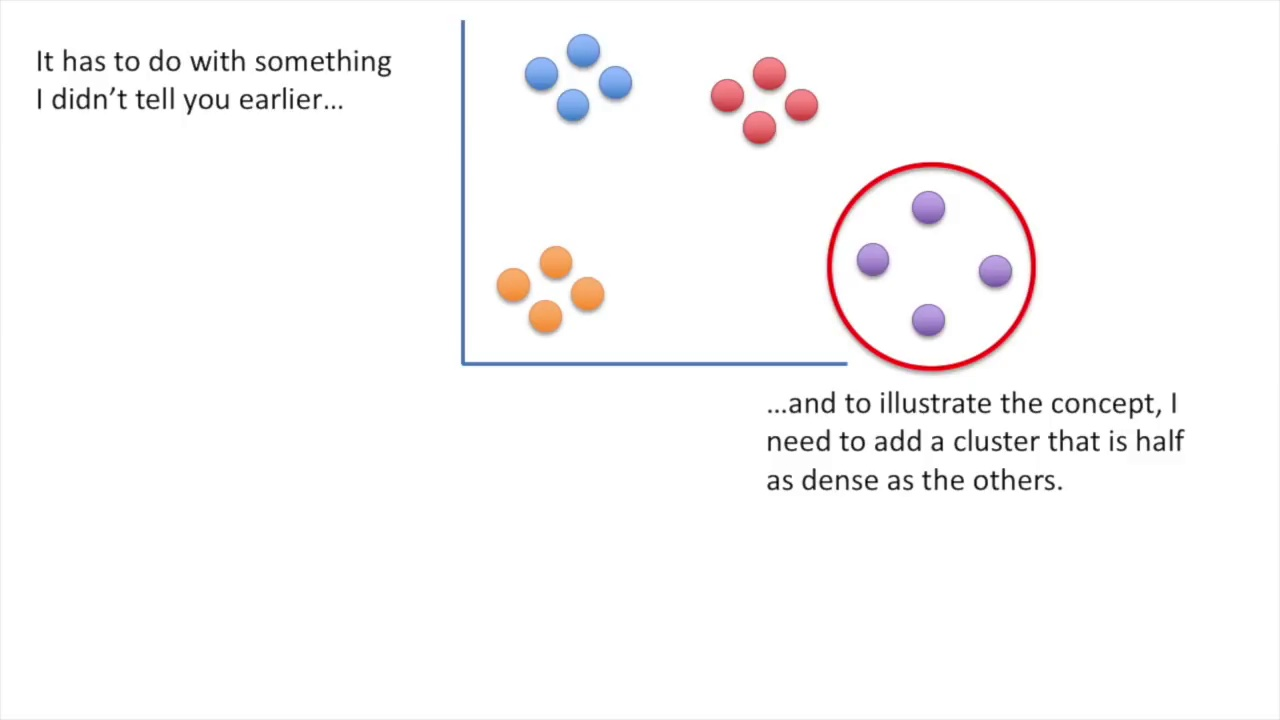 It has to do with something
I didn’t tell you earlier…
…and to illustrate the concept, I
need to add a cluster that is half
as dense as the others.